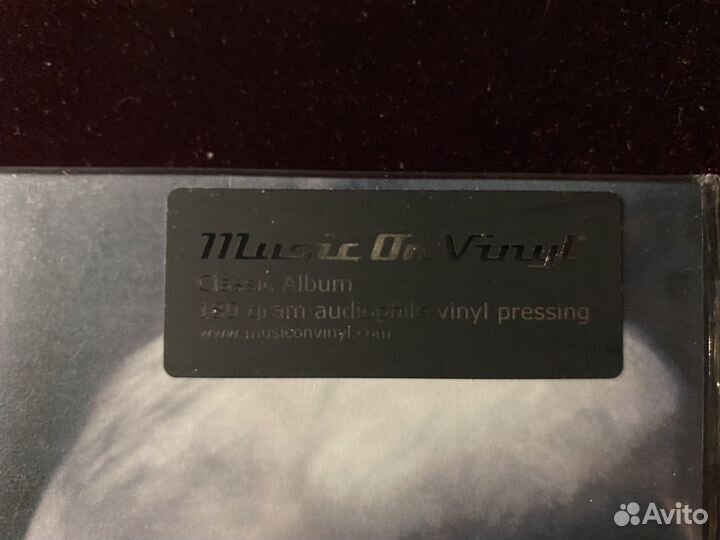 Music On Vinyl
Classic Album
180 gram audiophile vinyl pressing
www.musiconvinyl.com
Avito